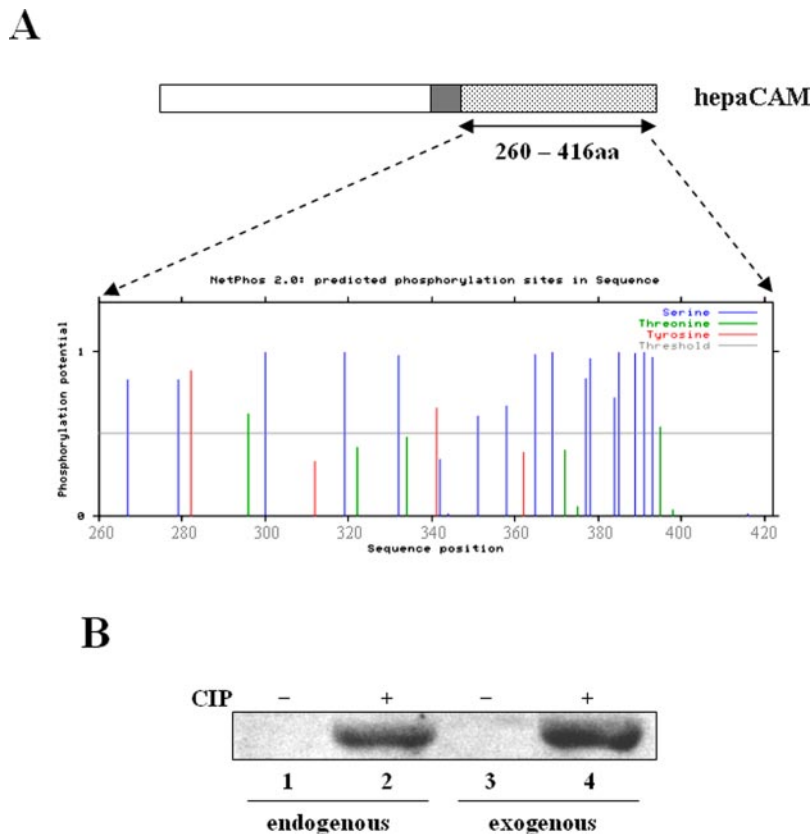 A
hepaCAM
260 – 416aa
NetPhos 2.0: predicted phosphorylation sites in Sequence
Serine
Threonine
Tyrosine
Threshold
Phosphorylation potential
1
0
260 280 300 320 340 360 380 400 420
Sequence position
B
CIP – + – +
1 2 3 4
endogenous exogenous